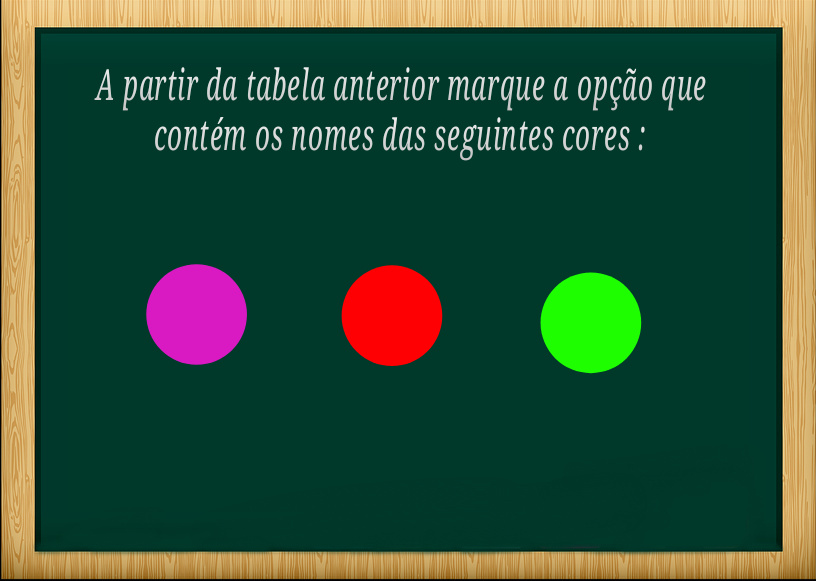 A partir da tabela anterior marque a opção que
contém os nomes das seguintes cores :